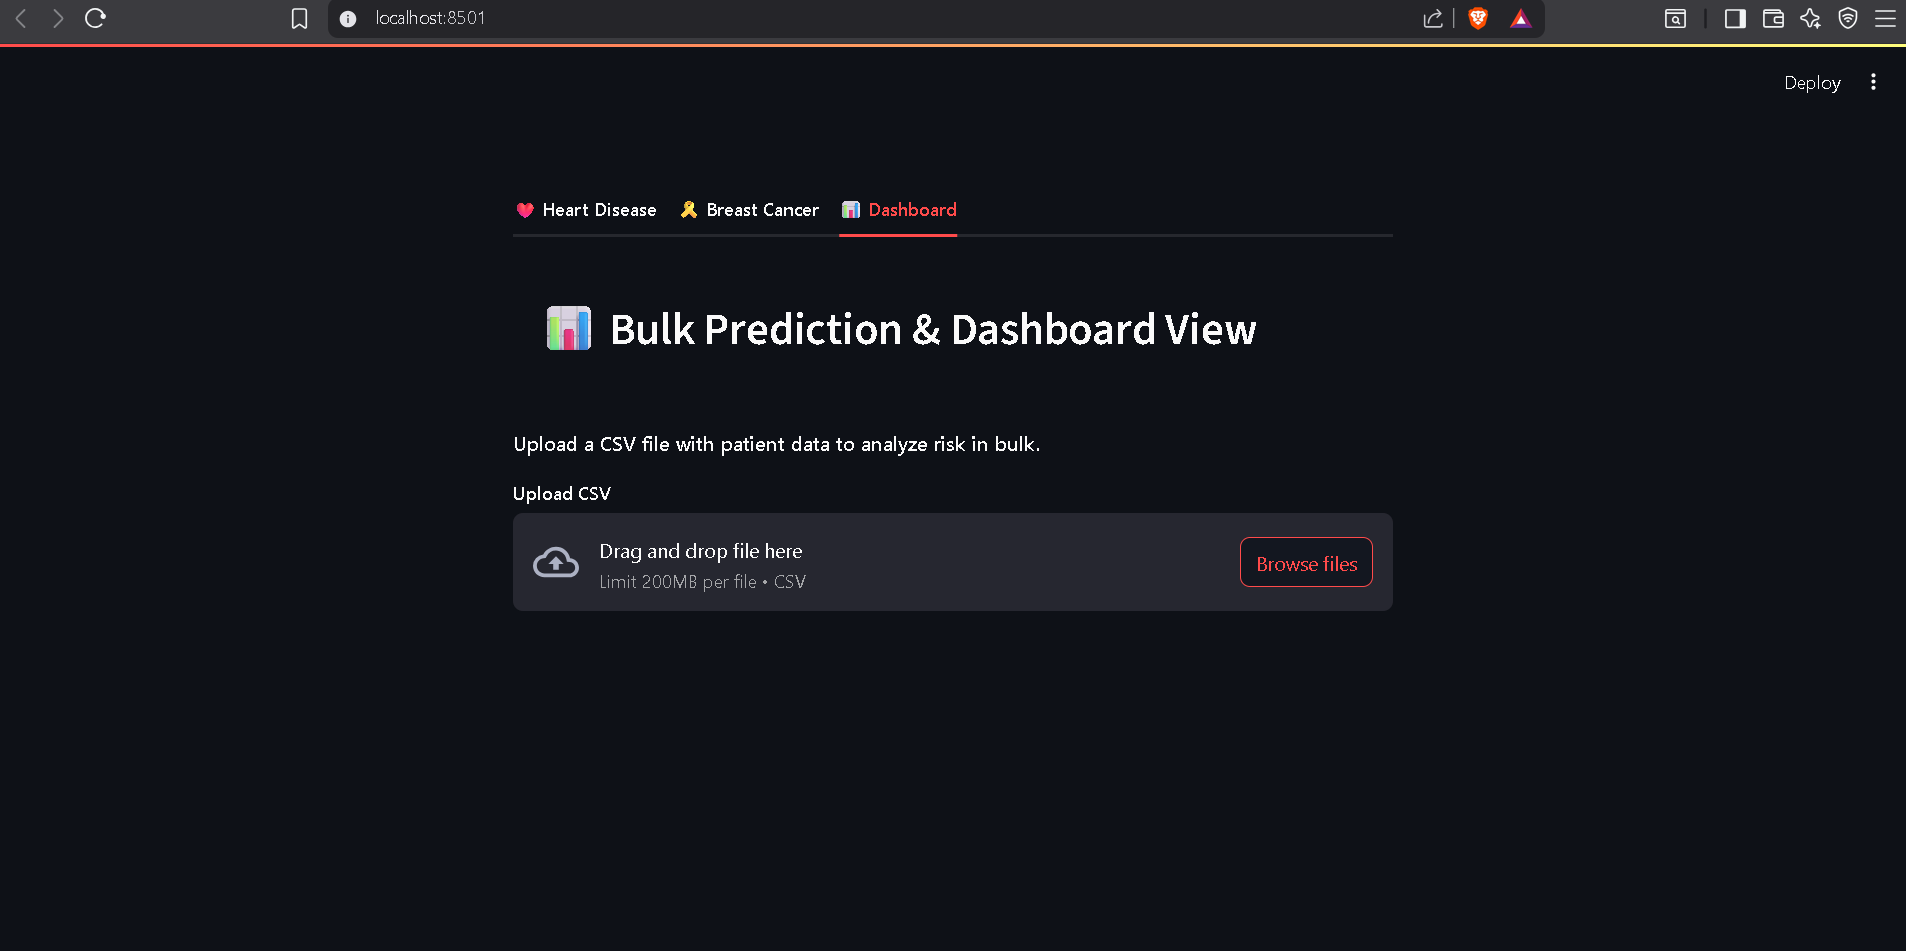 localhost:8501
Deploy
Heart Disease Breast Cancer Dashboard
Bulk Prediction & Dashboard View
Upload a CSV file with patient data to analyze risk in bulk.
Upload CSV
Drag and drop file here
Limit 200MB per file • CSV
Browse files